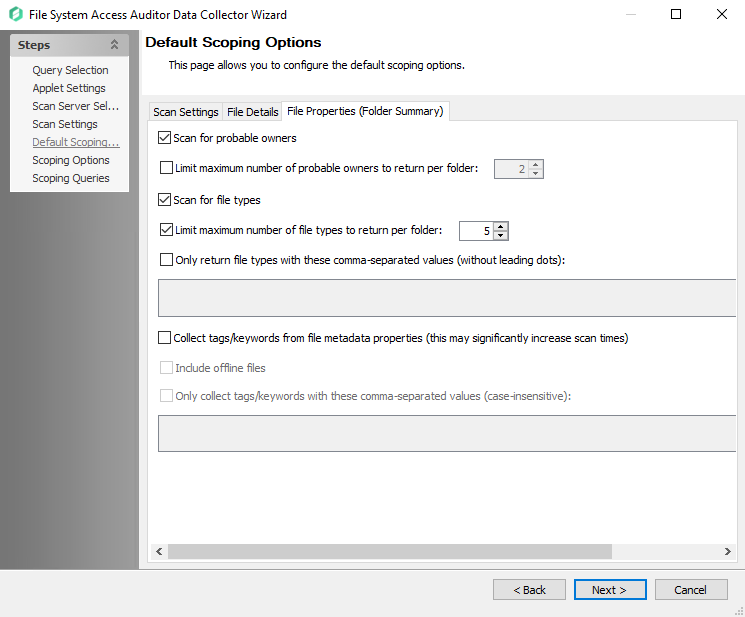 File System Access Auditor Data Collector Wizard
Steps
Query Selection
Applet Settings
Scan Server Sel...
Scan Settings
Default Scoping...
Scoping Options
Scoping Queries
Default Scoping Options
This page allows you to configure the default scoping options.
Scan Settings File Details File Properties (Folder Summary)
Scan for probable owners
Limit maximum number of probable owners to return per folder: 2
Scan for file types
Limit maximum number of file types to return per folder: 5
Only return file types with these comma-separated values (without leading dots):
Collect tags/keywords from file metadata properties (this may significantly increase scan times)
Include offline files
Only collect tags/keywords with these comma-separated values (case-insensitive):
< Back Next > Cancel